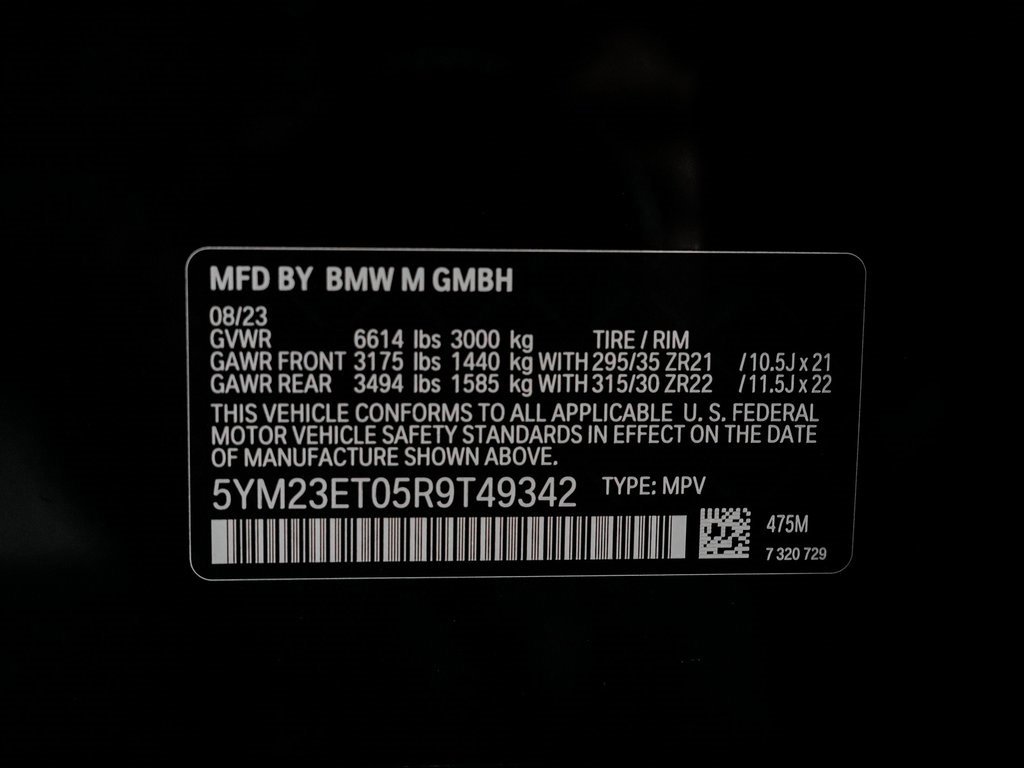 MFD BY BMW M GMBH
08/23
GVWR 6614 lbs 3000 kg TIRE / RIM
GAWR FRONT 3175 lbs 1440 kg WITH 295/35 ZR21 / 10.5J x 21
GAWR REAR 3494 lbs 1585 kg WITH 315/30 ZR22 / 11.5J x 22
THIS VEHICLE CONFORMS TO ALL APPLICABLE U. S. FEDERAL
MOTOR VEHICLE SAFETY STANDARDS IN EFFECT ON THE DATE
OF MANUFACTURE SHOWN ABOVE.
5YM23ET05R9T49342 TYPE: MPV
475M
7 320 729